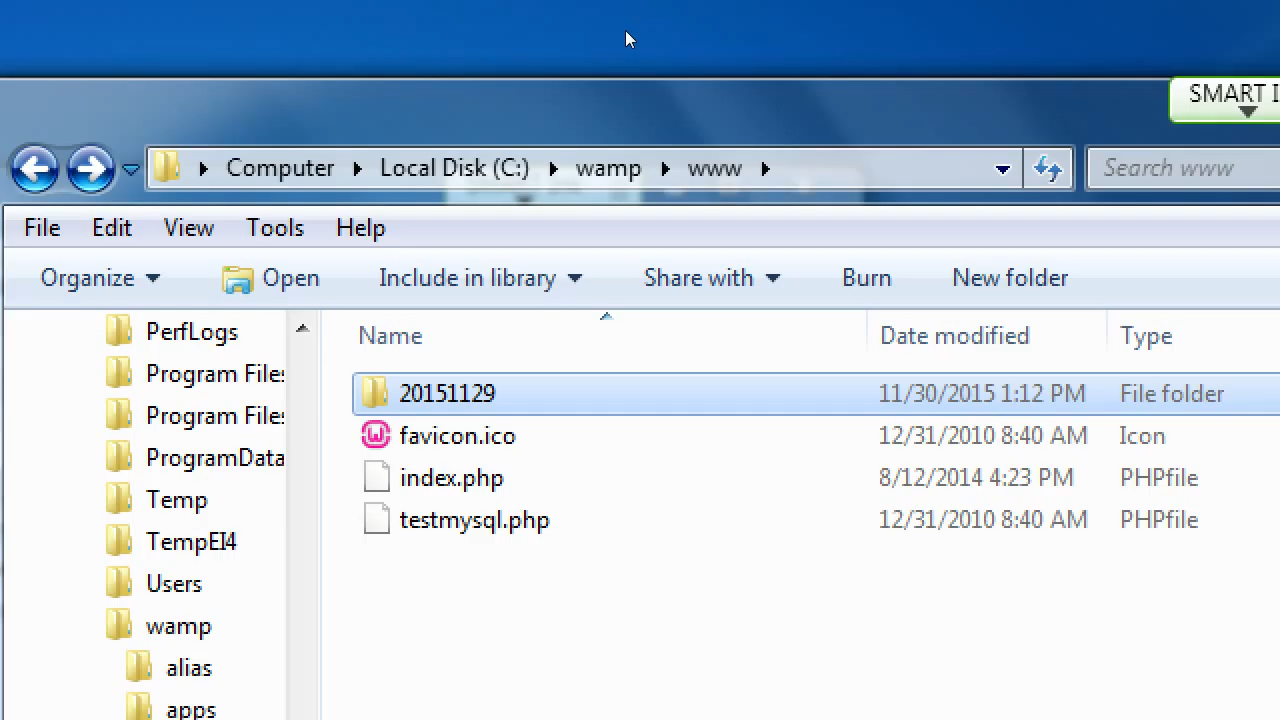 SMART I
Computer Local Disk (C:) wamp www Search www
File Edit View Tools Help
Organize Open Include in library Share with Burn New folder
Name Date modified Type
PerfLogs
Program Files
Program Files
ProgramData
Temp
TempEI4
Users
wamp
alias
apps
20151129 11/30/2015 1:12 PM File folder
favicon.ico 12/31/2010 8:40 AM Icon
index.php 8/12/2014 4:23 PM PHPfile
testmysql.php 12/31/2010 8:40 AM PHPfile